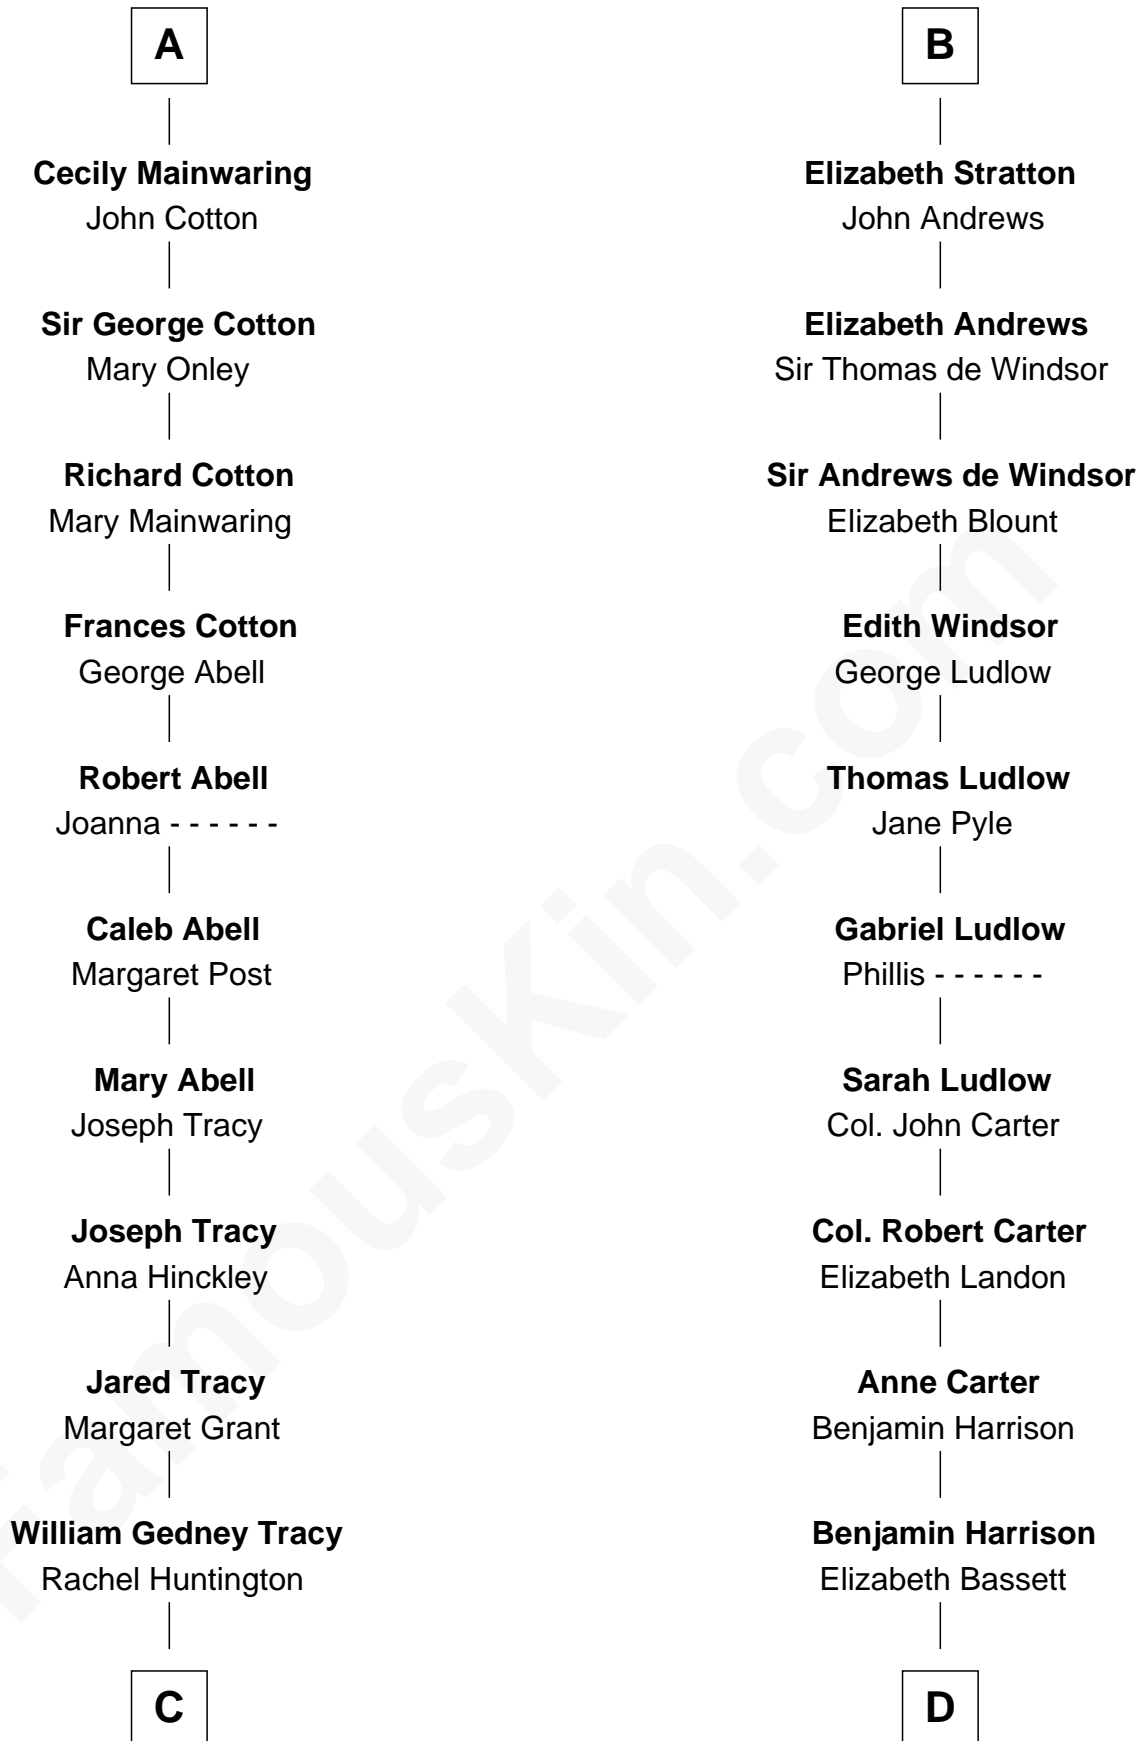 A
Cecily Mainwaring
John Cotton
Sir George Cotton
Mary Onley
Richard Cotton
Mary Mainwaring
Frances Cotton
George Abell
Robert Abell
Joanna - - - - - -
Caleb Abell
Margaret Post
Mary Abell
Joseph Tracy
Joseph Tracy
Anna Hinckley
Jared Tracy
Margaret Grant
William Gedney Tracy
Rachel Huntington
C
B
Elizabeth Stratton
John Andrews
Elizabeth Andrews
Sir Thomas de Windsor
Sir Andrews de Windsor
Elizabeth Blount
Edith Windsor
George Ludlow
Thomas Ludlow
Jane Pyle
Gabriel Ludlow
Phillis - - - - - -
Sarah Ludlow
Col. John Carter
Col. Robert Carter
Elizabeth Landon
Anne Carter
Benjamin Harrison
Benjamin Harrison
Elizabeth Bassett
D
FamousKin.com